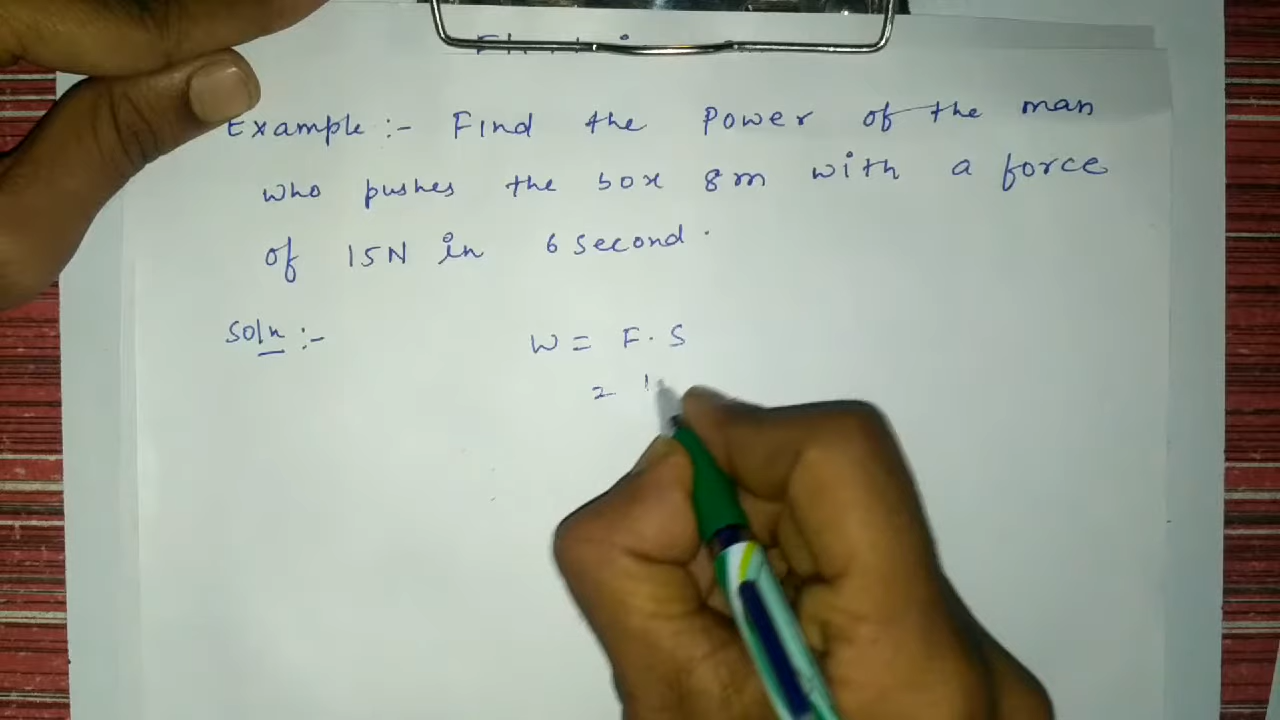 Example :- Find the Power of the man
who pushes the box 8m with a force
of 15N in 6 second.
Soln :-
W = F. S
= 1